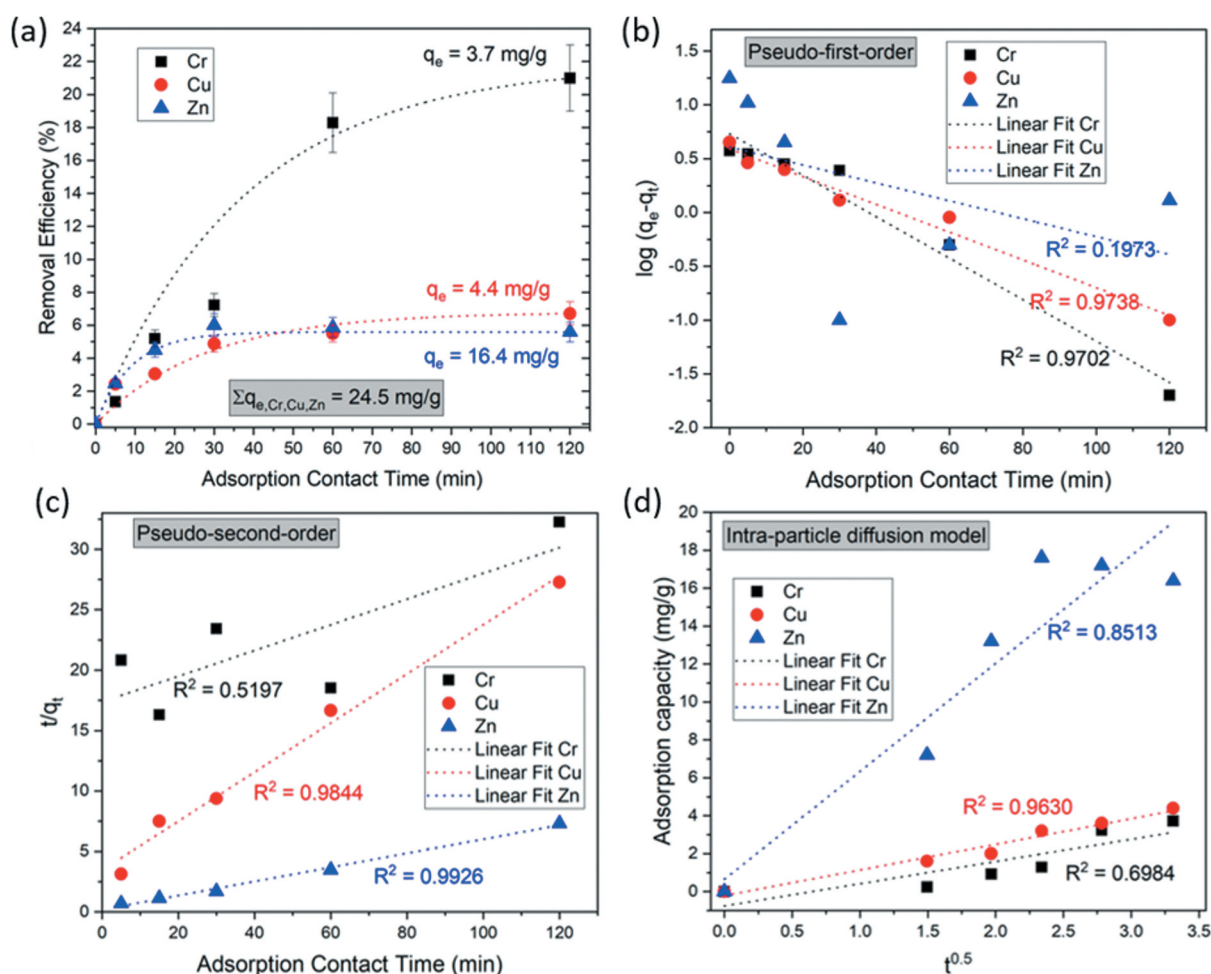 (a)
Cr
Cu
Zn
qe = 3.7 mg/g
qe = 4.4 mg/g
qe = 16.4 mg/g
Σqe,Cr,Cu,Zn = 24.5 mg/g
Removal Efficiency (%)
24
22
20
18
16
14
12
10
8
6
4
2
0
0 10 20 30 40 50 60 70 80 90 100 110 120
Adsorption Contact Time (min)
(b)
Pseudo-first-order
Cr
Cu
Zn
Linear Fit Cr
Linear Fit Cu
Linear Fit Zn
R² = 0.1973
R² = 0.9738
R² = 0.9702
log (qe-qt)
1.5
1.0
0.5
0.0
-0.5
-1.0
-1.5
-2.0
0 20 40 60 80 100 120
Adsorption Contact Time (min)
(c)
Pseudo-second-order
R² = 0.5197
Cr
Cu
Zn
Linear Fit Cr
Linear Fit Cu
Linear Fit Zn
R² = 0.9844
R² = 0.9926
t/qt
30
25
20
15
10
5
0
0 20 40 60 80 100 120
Adsorption Contact Time (min)
(d)
Intra-particle diffusion model
Cr
Cu
Zn
Linear Fit Cr
Linear Fit Cu
Linear Fit Zn
R² = 0.8513
R² = 0.9630
R² = 0.6984
Adsorption capacity (mg/g)
20
18
16
14
12
10
8
6
4
2
0
0.0 0.5 1.0 1.5 2.0 2.5 3.0 3.5
t^0.5